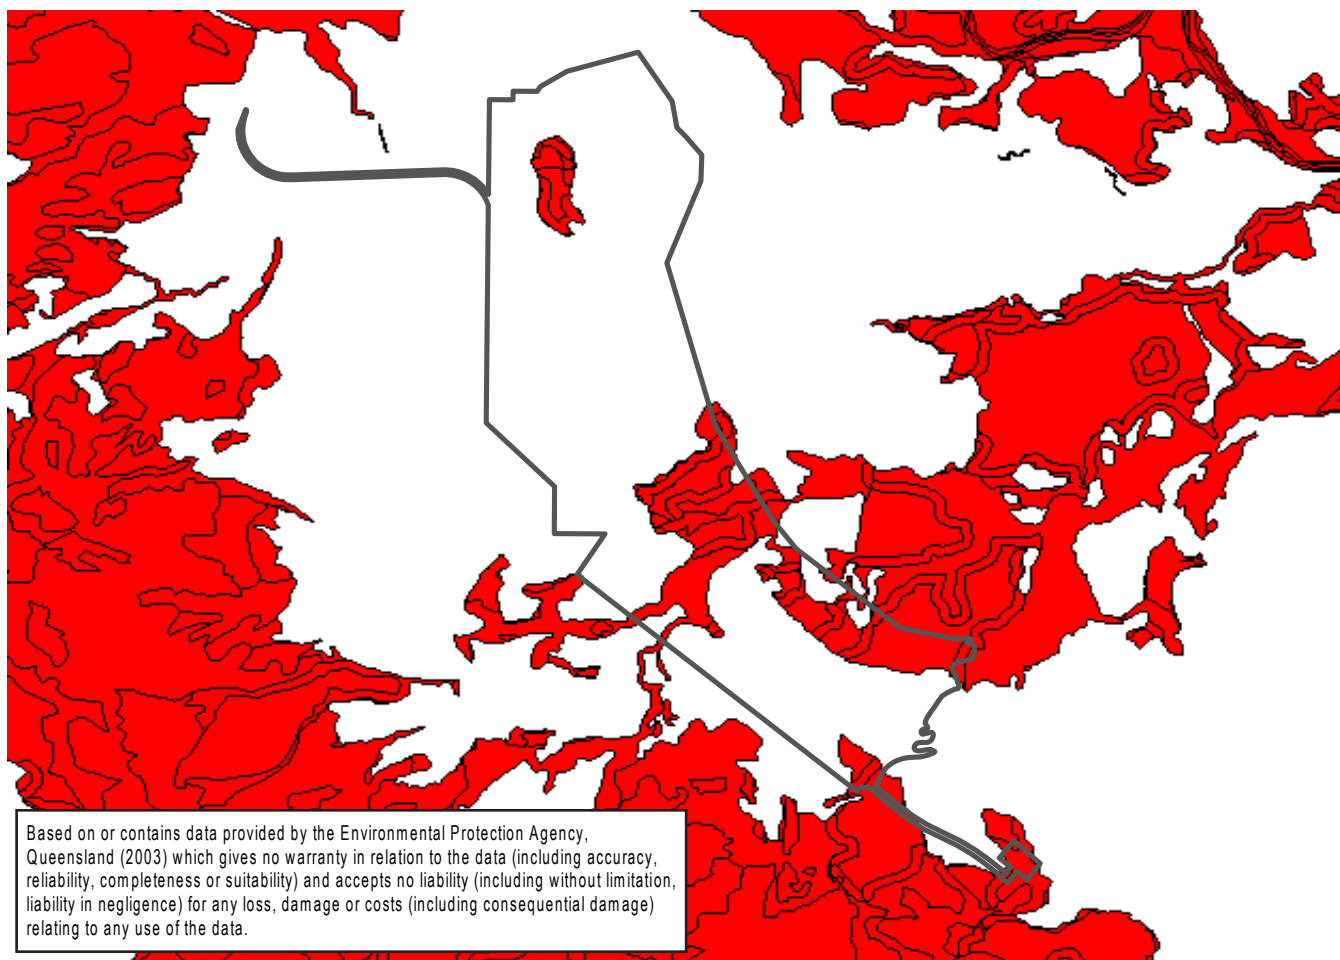 Based on or contains data provided by the Environmental Protection Agency,
Queensland (2003) which gives no warranty in relation to the data (including accuracy,
reliability, completeness or suitability) and accepts no liability (including without limitation,
liability in negligence) for any loss, damage or costs (including consequential damage)
relating to any use of the data.